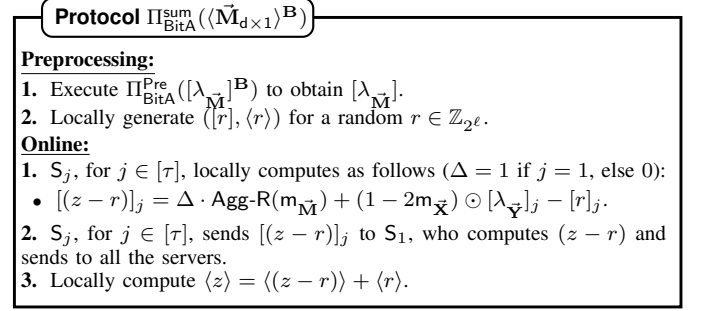 Protocol Π^sum_BitA(⟨M⃗_{d×1}⟩^B)
Preprocessing:
1. Execute Π^Pre_BitA([λ_M⃗]^B) to obtain [λ_M⃗].
2. Locally generate ([r], ⟨r⟩) for a random r ∈ ℤ_{2^ℓ}.
Online:
1. S_j, for j ∈ [τ], locally computes as follows (Δ = 1 if j = 1, else 0):
• [(z − r)]_j = Δ · Agg-R(m_M⃗) + (1 − 2m_X⃗) ⊙ [λ_Y⃗]_j − [r]_j.
2. S_j, for j ∈ [τ], sends [(z − r)]_j to S_1, who computes (z − r) and
sends to all the servers.
3. Locally compute ⟨z⟩ = ⟨(z − r)⟩ + ⟨r⟩.